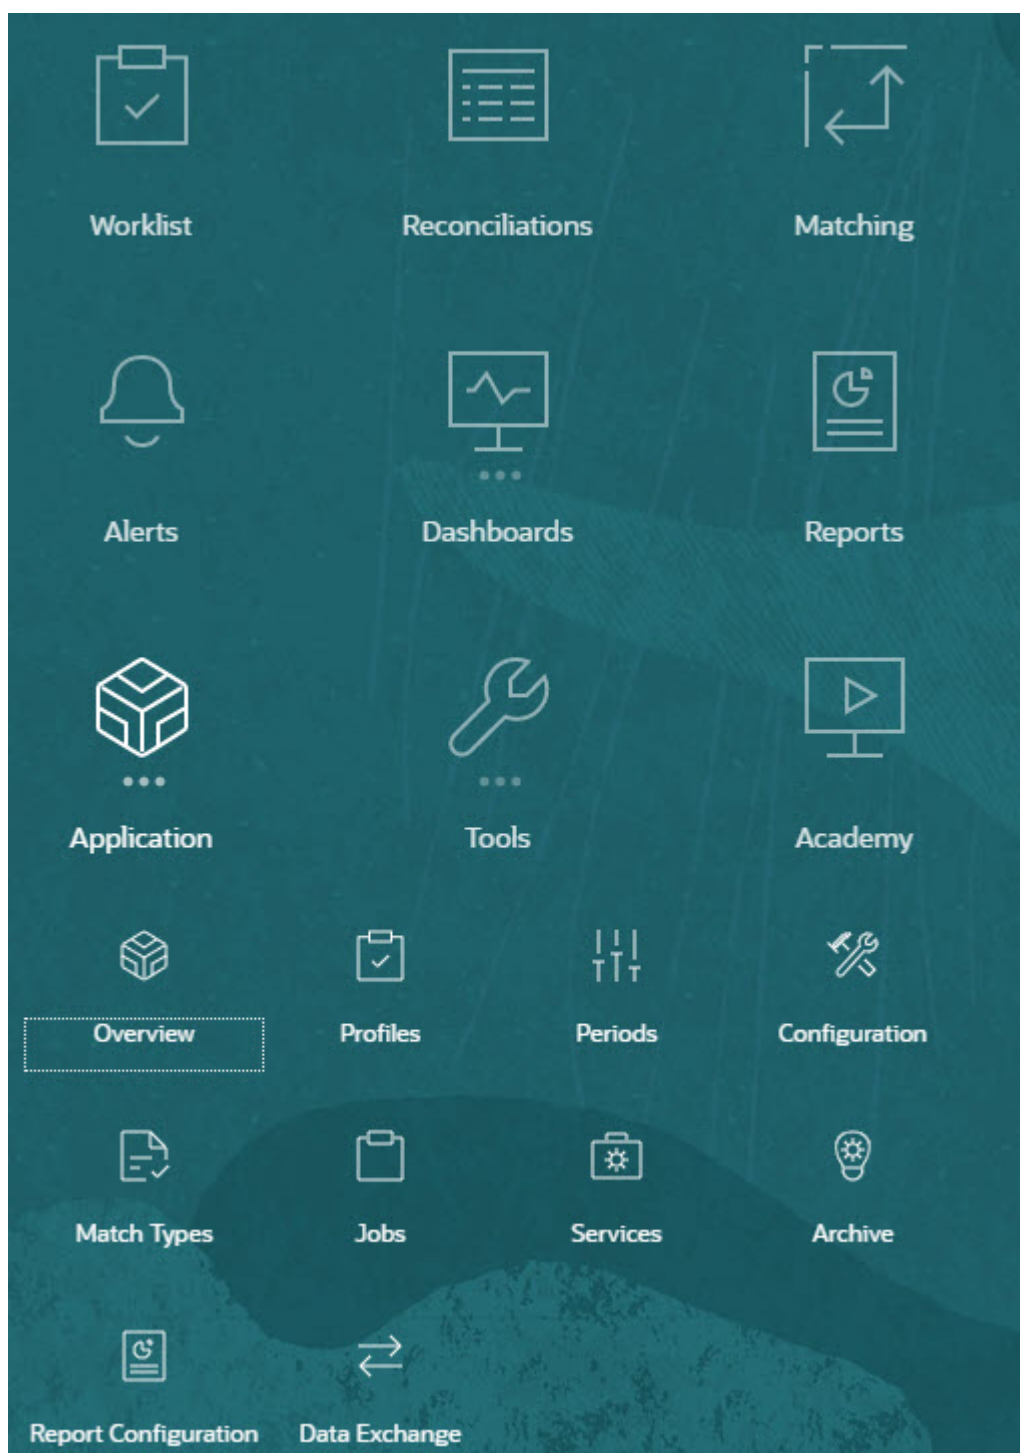 Worklist Reconciliations Matching
Alerts Dashboards Reports
Application Tools Academy
Overview Profiles Periods Configuration
Match Types Jobs Services Archive
Report Configuration Data Exchange